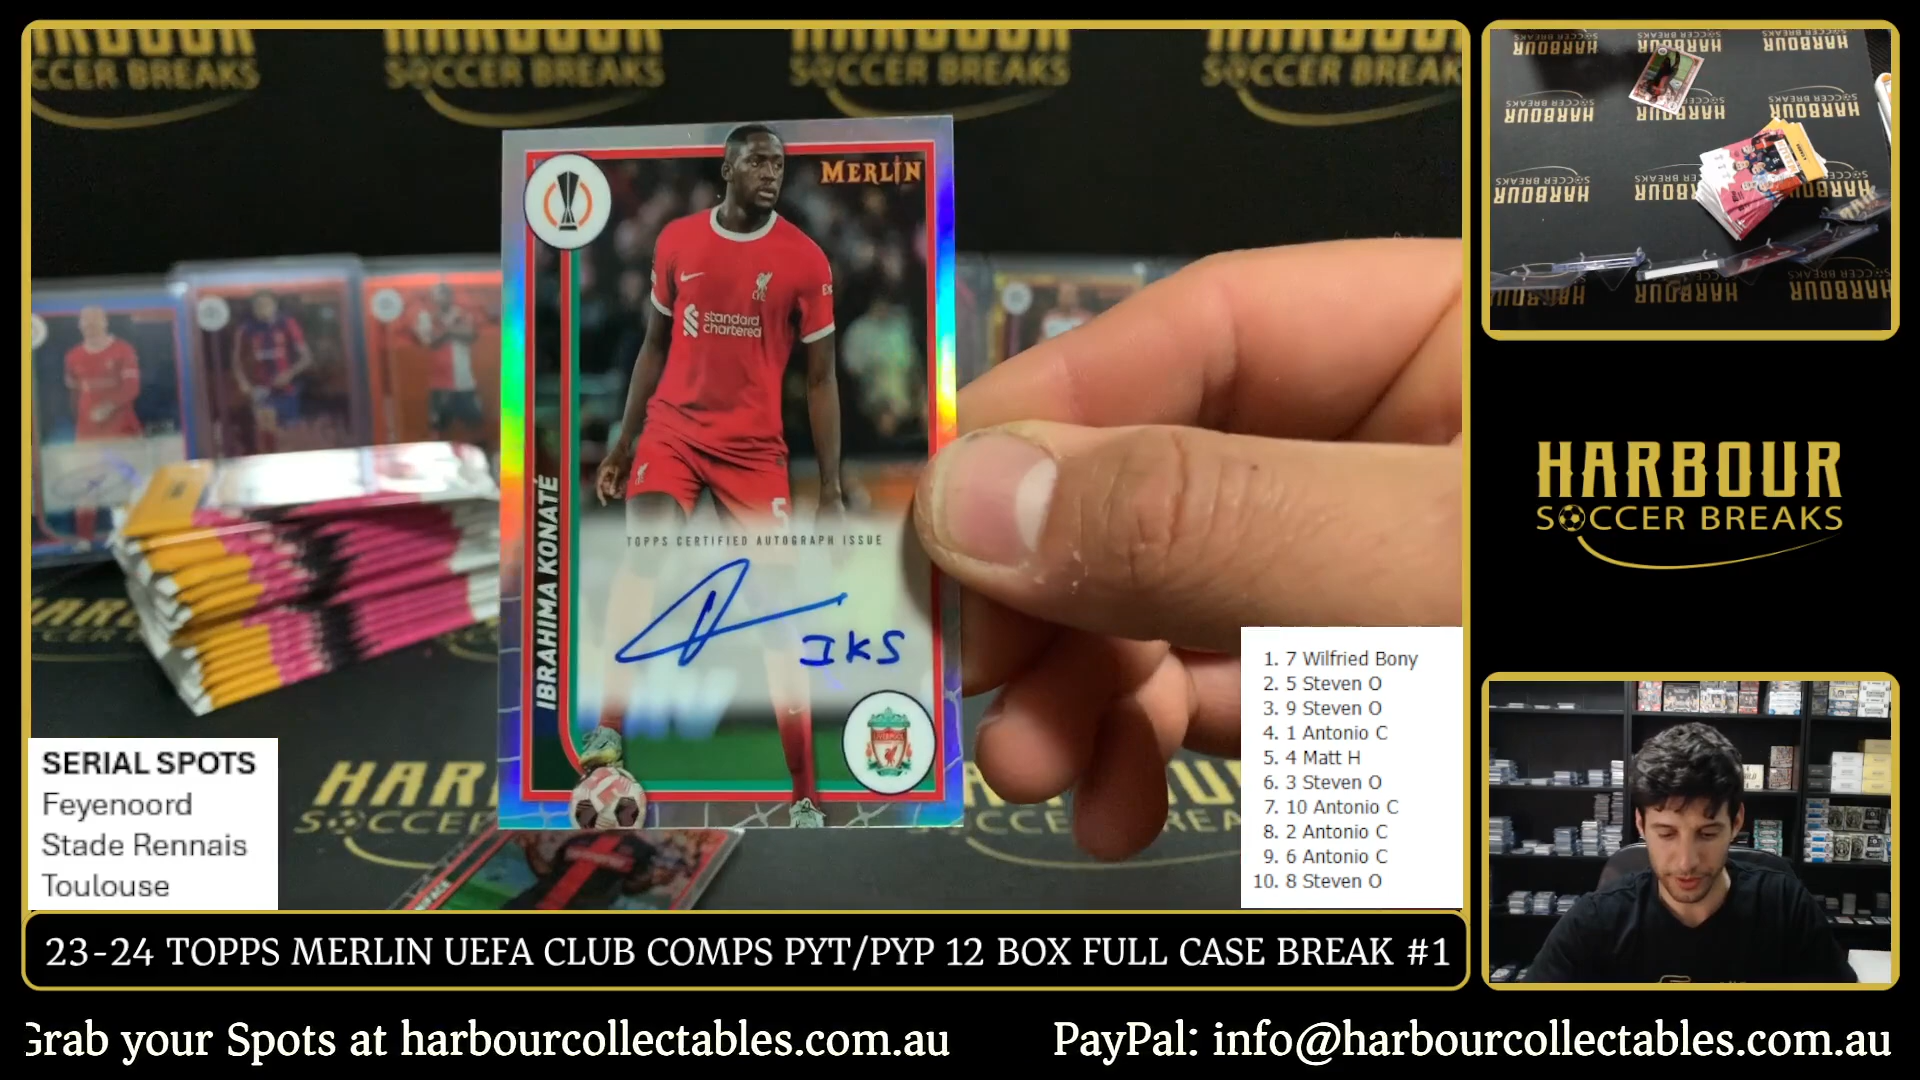 HARBOUR
SOCCER BREAKS
MERLIN
standard
chartered
5
TOPPS CERTIFIED AUTOGRAPH ISSUE
IKS
IBRAHIMA KONATÉ
LIVERPOOL
SERIAL SPOTS
Feyenoord
Stade Rennais
Toulouse
1. 7 Wilfried Bony
2. 5 Steven O
3. 9 Steven O
4. 1 Antonio C
5. 4 Matt H
6. 3 Steven O
7. 10 Antonio C
8. 2 Antonio C
9. 6 Antonio C
10. 8 Steven O
HARBOUR
SOCCER BREAKS
23-24 TOPPS MERLIN UEFA CLUB COMPS PYT/PYP 12 BOX FULL CASE BREAK #1
Grab your Spots at harbourcollectables.com.au
PayPal: info@harbourcollectables.com.au